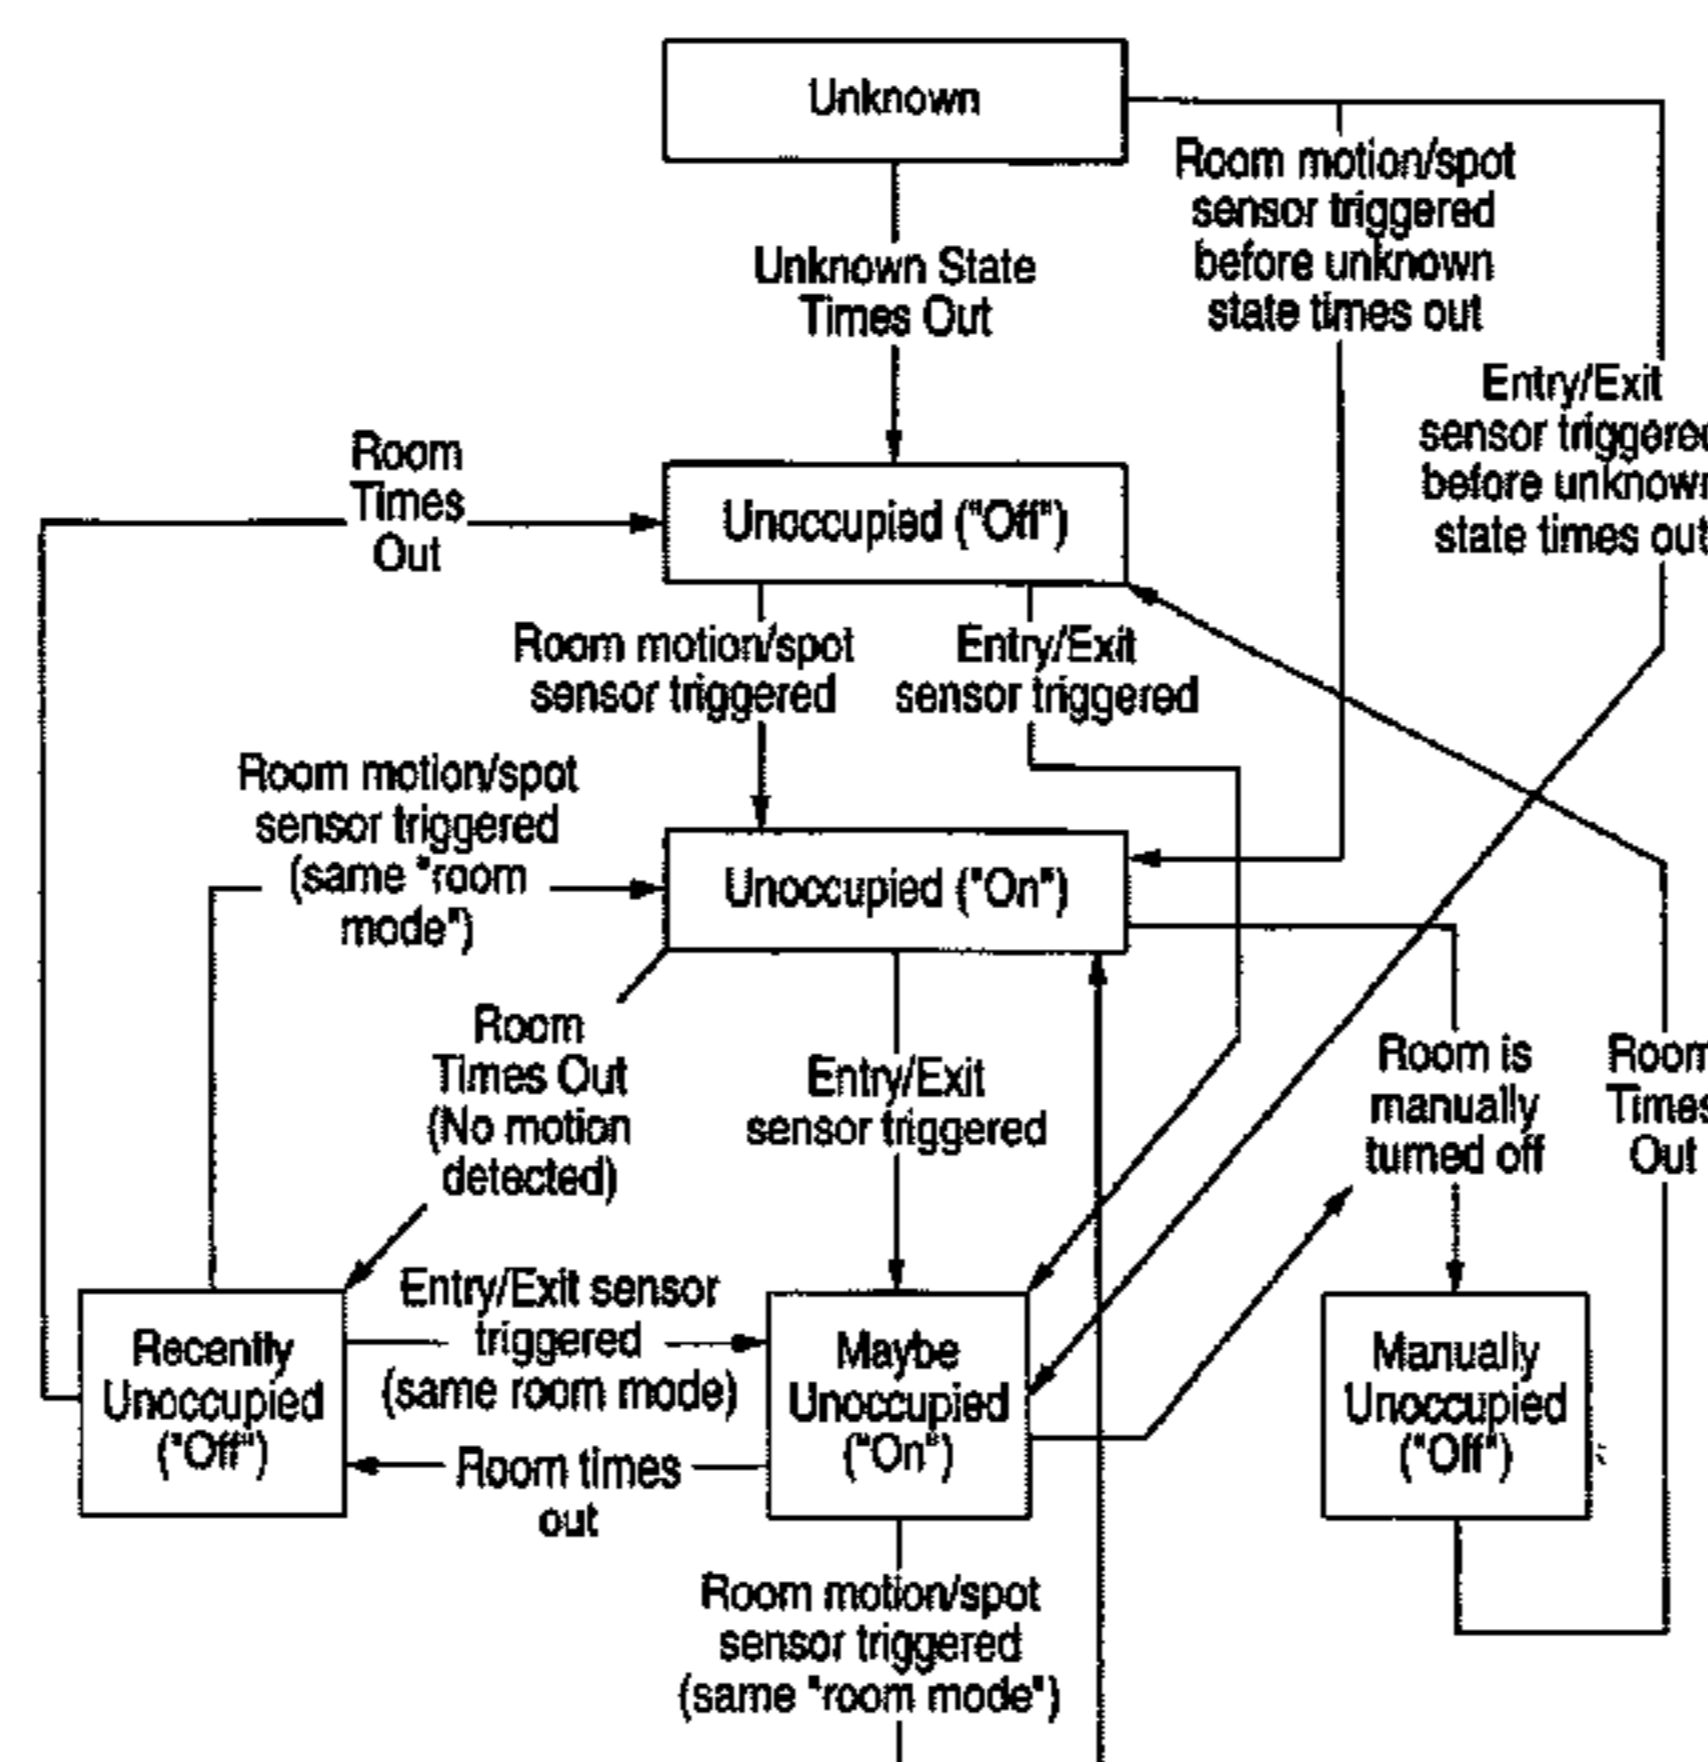 Unknown
Room motion/spot
sensor triggered
before unknown
state times out
Unknown State
Times Out
Entry/Exit
sensor triggered
before unknown
state times out
Room
Times
Out
Unoccupied ("Off")
Room motion/spot
sensor triggered
Entry/Exit
sensor triggered
Room motion/spot
sensor triggered
(same "room
mode")
Unoccupied ("On")
Room
Times Out
(No motion
detected)
Entry/Exit
sensor triggered
Room is
manually
turned off
Room
Times
Out
Entry/Exit sensor
triggered
(same room mode)
Recently
Unoccupied
("Off")
Maybe
Unoccupied
("On")
Manually
Unoccupied
("Off")
Room times
out
Room motion/spot
sensor triggered
(same "room mode")